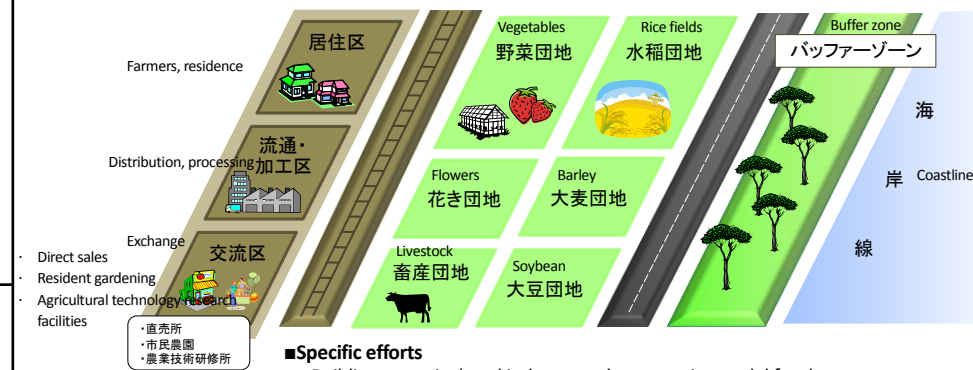 Farmers, residence
居住区
Distribution, processing
流通・
加工区
Exchange
交流区
· Direct sales
· Resident gardening
· Agricultural technology research
facilities
・直売所
・市民農園
・農業技術研修所
Vegetables
野菜団地
Rice fields
水稲団地
Flowers
花き団地
Barley
大麦団地
Livestock
畜産団地
Soybean
大豆団地
Buffer zone
バッファーゾーン
海
岸
線
Coastline
■Specific efforts